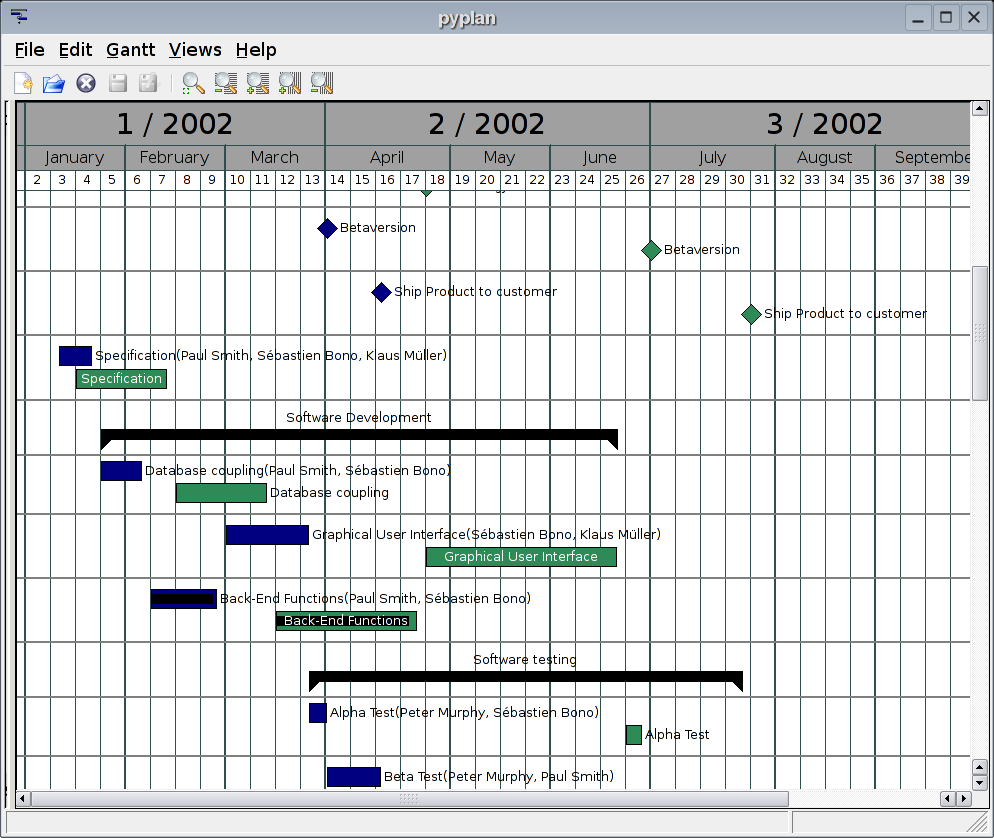 pyplan
File Edit Gantt Views Help
1 / 2002 2 / 2002 3 / 2002
January February March April May June July August Septembe
2 3 4 5 6 7 8 9 10 11 12 13 14 15 16 17 18 19 20 21 22 23 24 25 26 27 28 29 30 31 32 33 34 35 36 37 38 39
Betaversion
Betaversion
Ship Product to customer
Ship Product to customer
Specification(Paul Smith, Sébastien Bono, Klaus Müller)
Specification
Software Development
Database coupling(Paul Smith, Sébastien Bono)
Database coupling
Graphical User Interface(Sébastien Bono, Klaus Müller)
Graphical User Interface
Back-End Functions(Paul Smith, Sébastien Bono)
Back-End Functions
Software testing
Alpha Test(Peter Murphy, Sébastien Bono)
Alpha Test
Beta Test(Peter Murphy, Paul Smith)